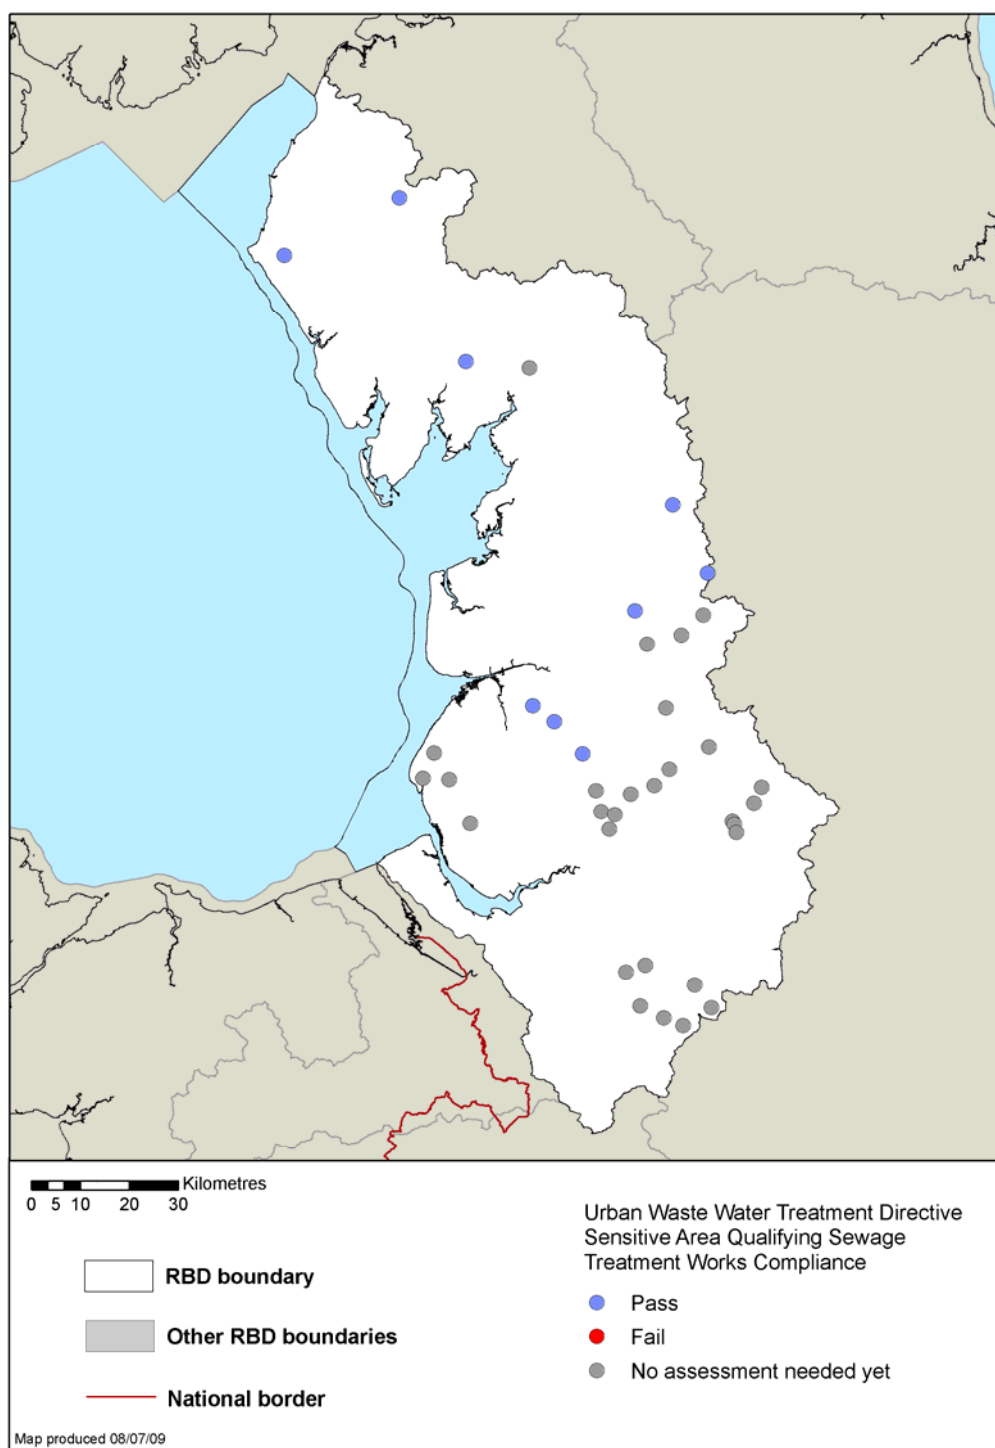 Kilometres
0 5 10 20 30
RBD boundary
Other RBD boundaries
National border
Urban Waste Water Treatment Directive
Sensitive Area Qualifying Sewage
Treatment Works Compliance
Pass
Fail
No assessment needed yet
Map produced 08/07/09